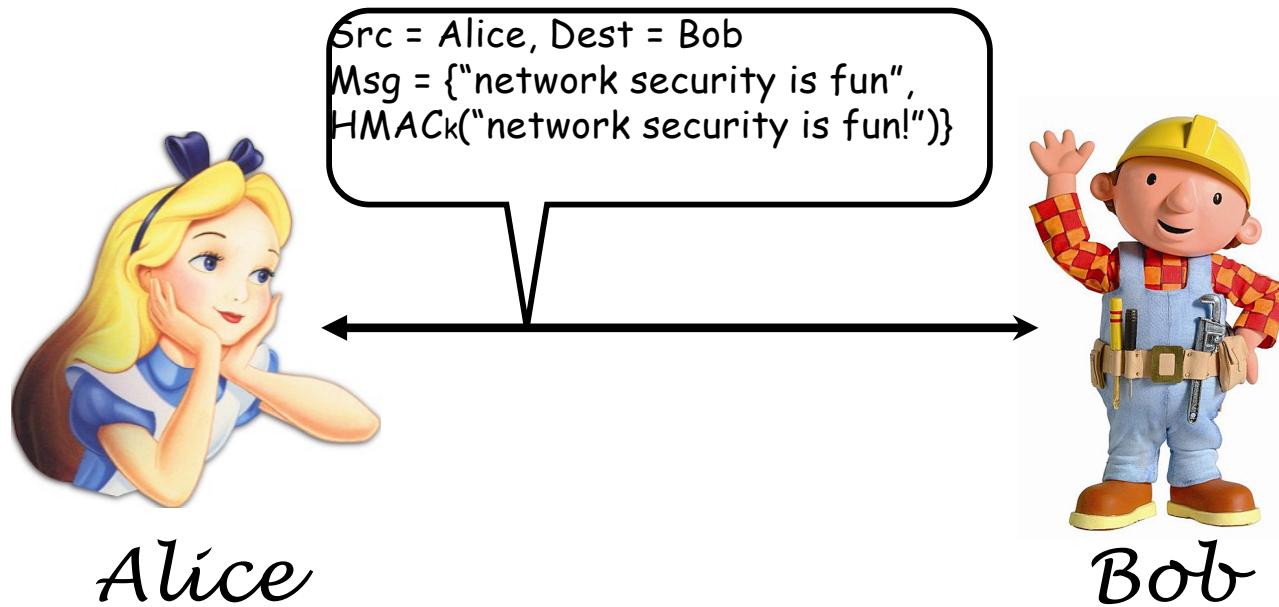 Src = Alice, Dest = Bob
Msg = {“network security is fun”,
HMACk(“network security is fun!”)}
Alice
Bob